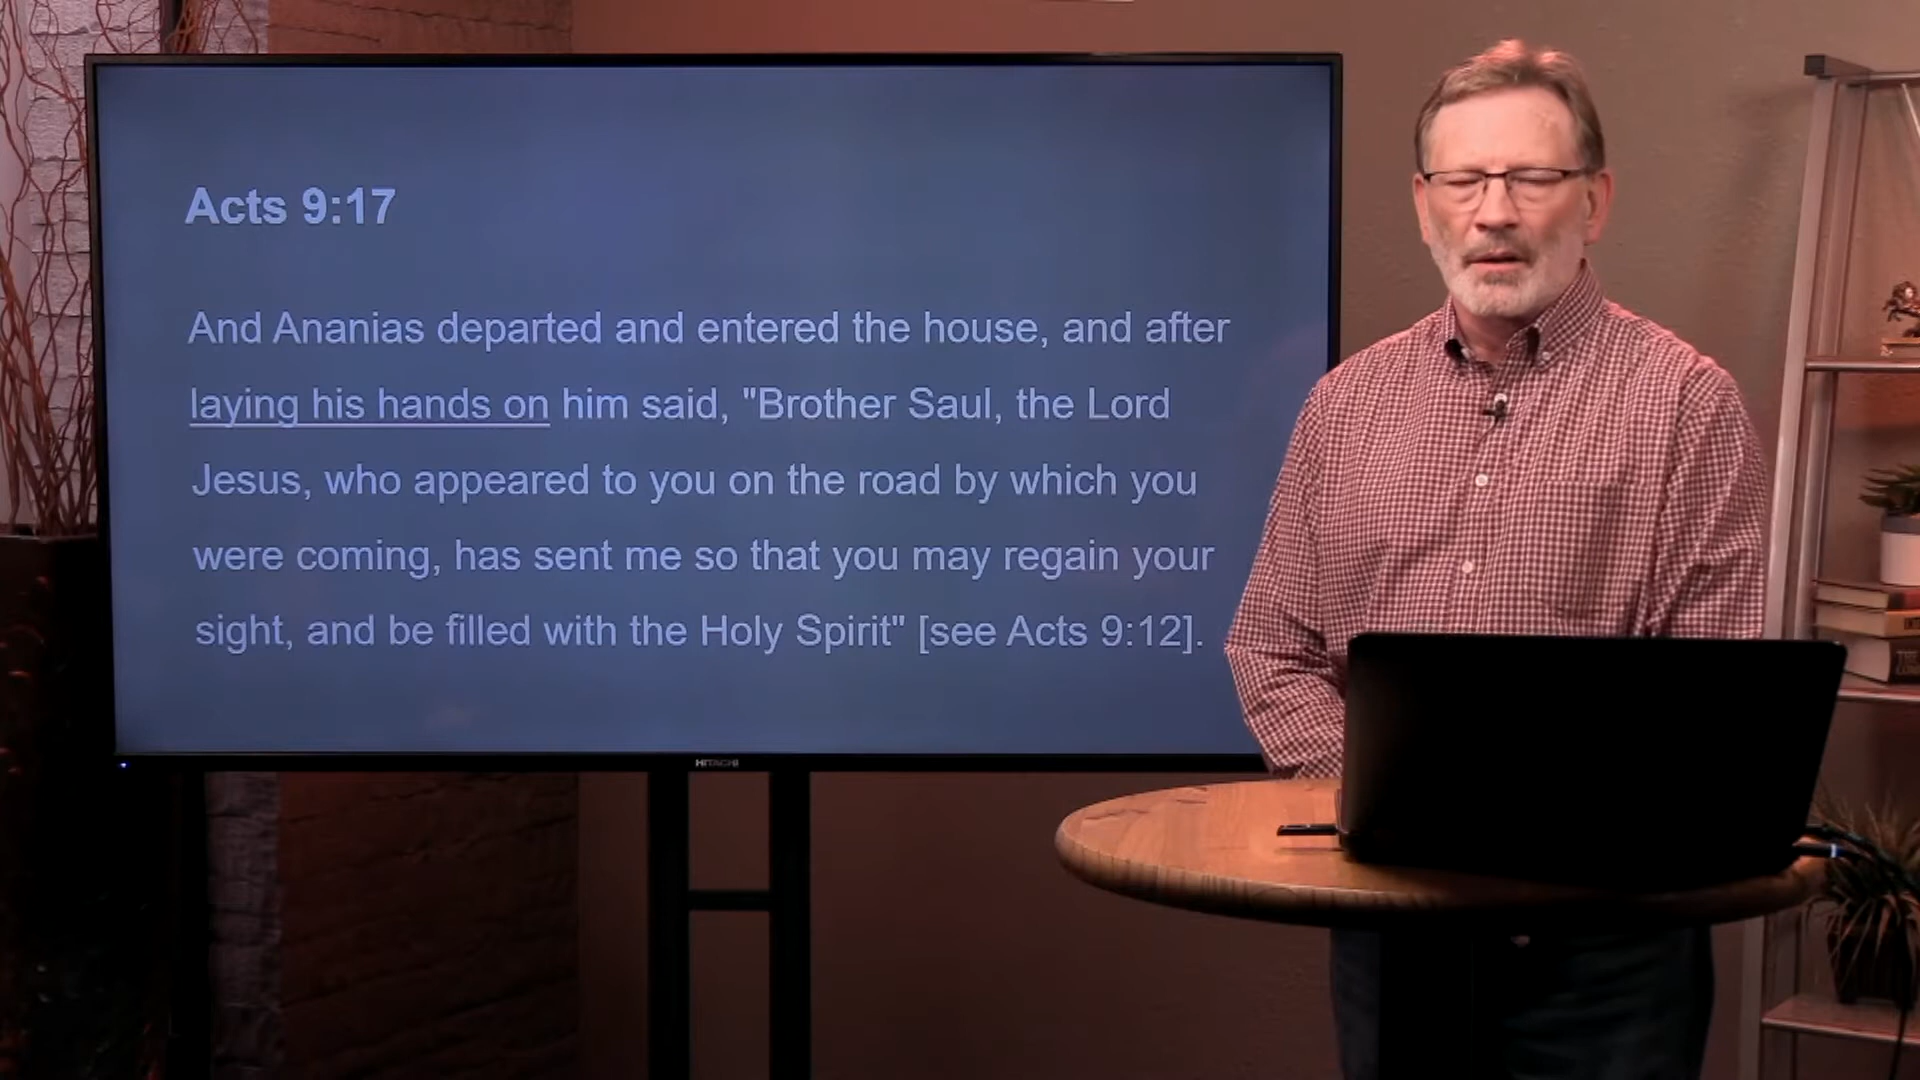 Acts 9:17
And Ananias departed and entered the house, and after
laying his hands on him said, "Brother Saul, the Lord
Jesus, who appeared to you on the road by which you
were coming, has sent me so that you may regain your
sight, and be filled with the Holy Spirit" [see Acts 9:12].
HITACHI